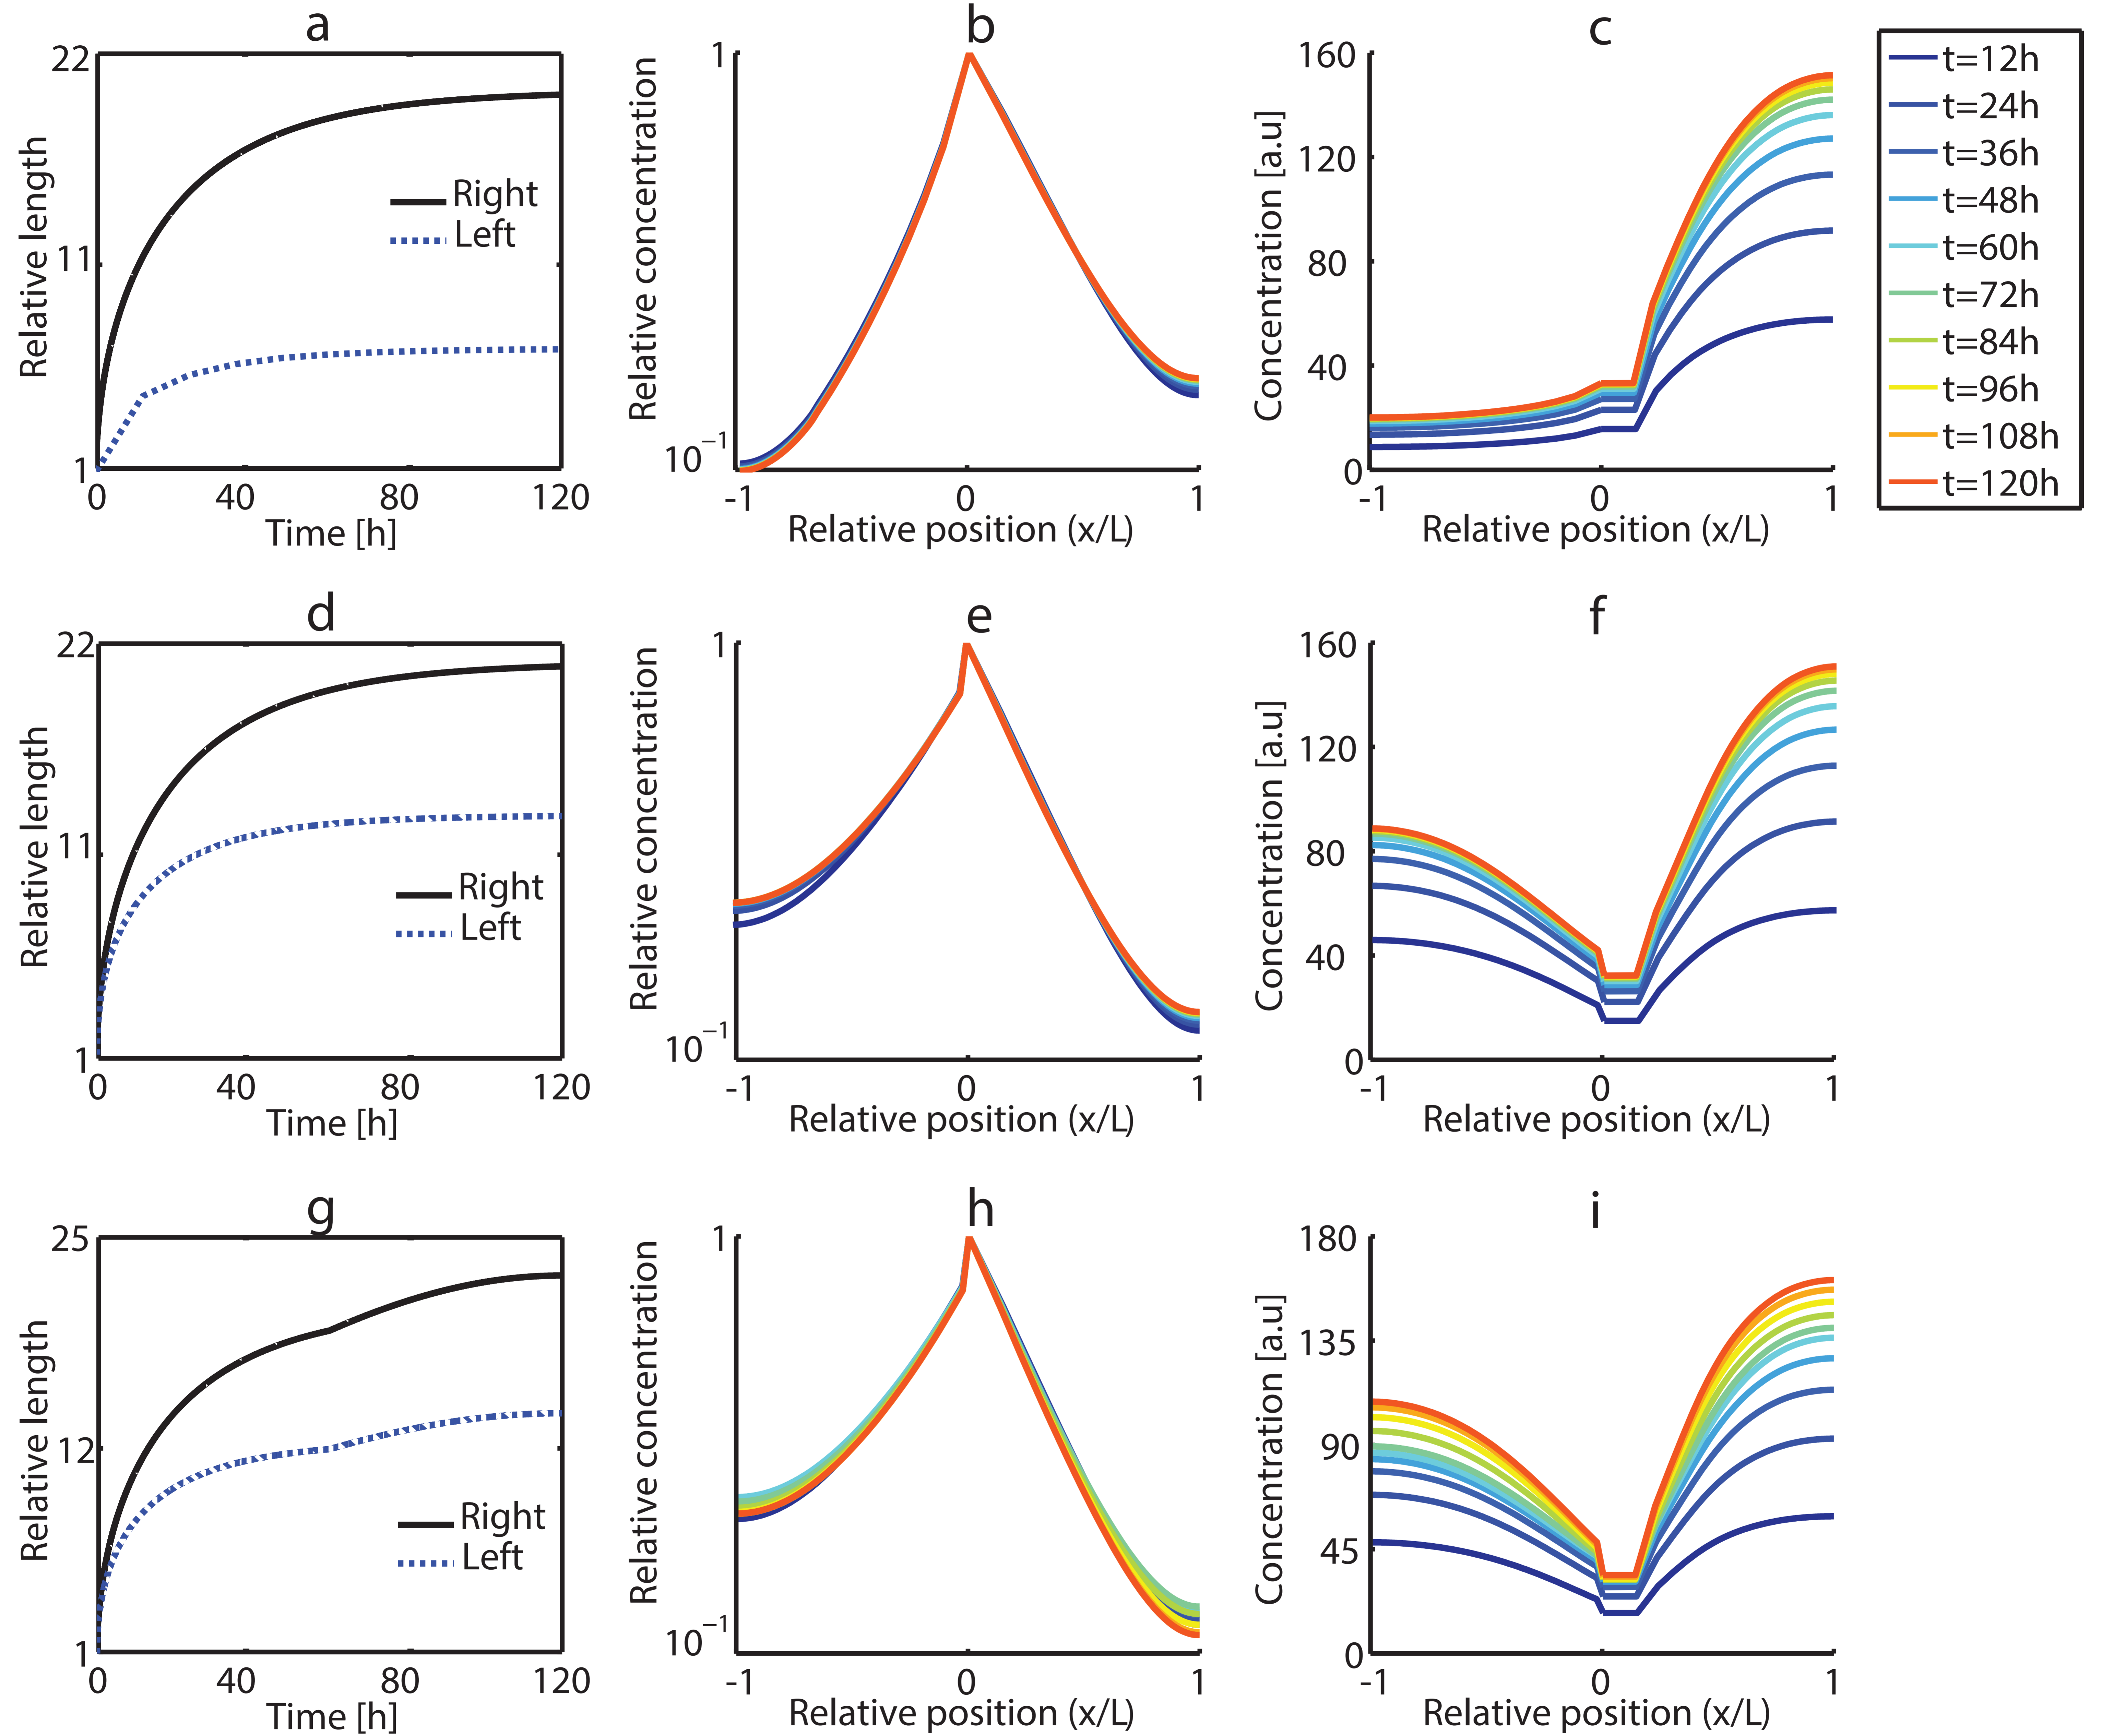 a
22
11
1
0 40 80 120
Relative length
Time [h]
Right
Left
b
1
10−1
-1 0 1
Relative concentration
Relative position (x/L)
c
160
120
80
40
0
-1 0 1
Concentration [a.u]
Relative position (x/L)
t=12h
t=24h
t=36h
t=48h
t=60h
t=72h
t=84h
t=96h
t=108h
t=120h
d
22
11
1
0 40 80 120
Relative length
Time [h]
Right
Left
e
1
10−1
-1 0 1
Relative concentration
Relative position (x/L)
f
160
120
80
40
0
-1 0 1
Concentration [a.u]
Relative position (x/L)
g
25
12
1
0 40 80 120
Relative length
Time [h]
Right
Left
h
1
10−1
-1 0 1
Relative concentration
Relative position (x/L)
i
180
135
90
45
0
-1 0 1
Concentration [a.u]
Relative position (x/L)